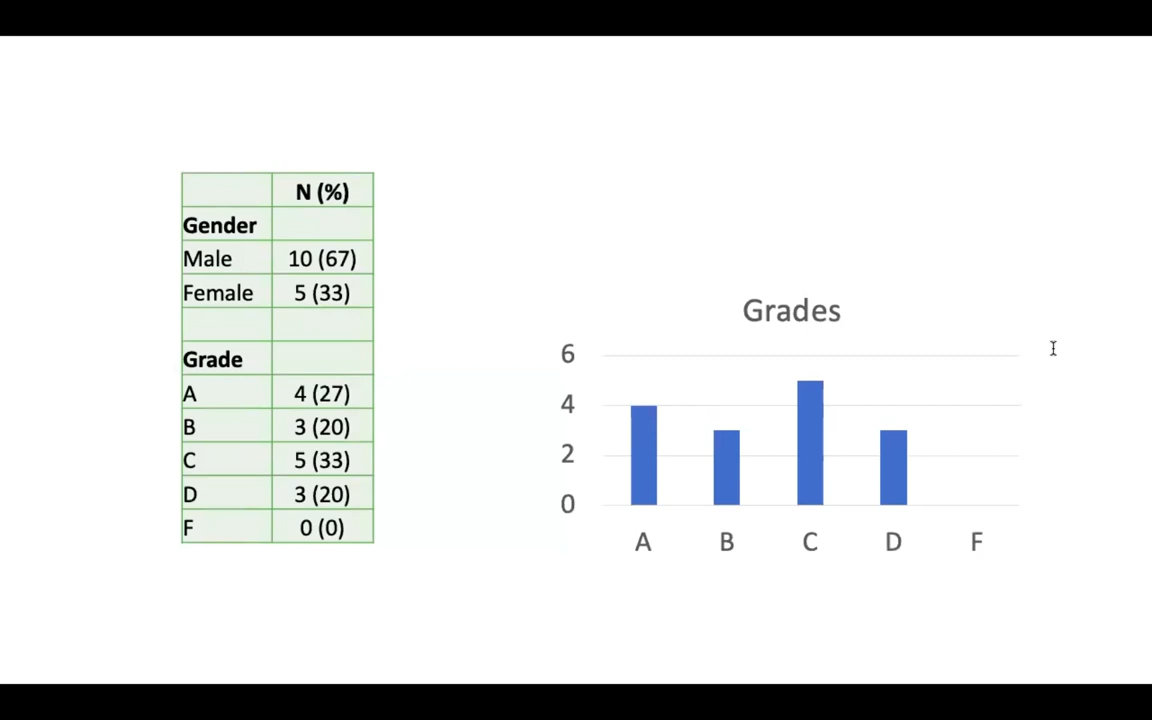 N (%)
Gender
Male 10 (67)
Female 5 (33)
Grade
A 4 (27)
B 3 (20)
C 5 (33)
D 3 (20)
F 0 (0)
Grades
6
4
2
0
A B C D F